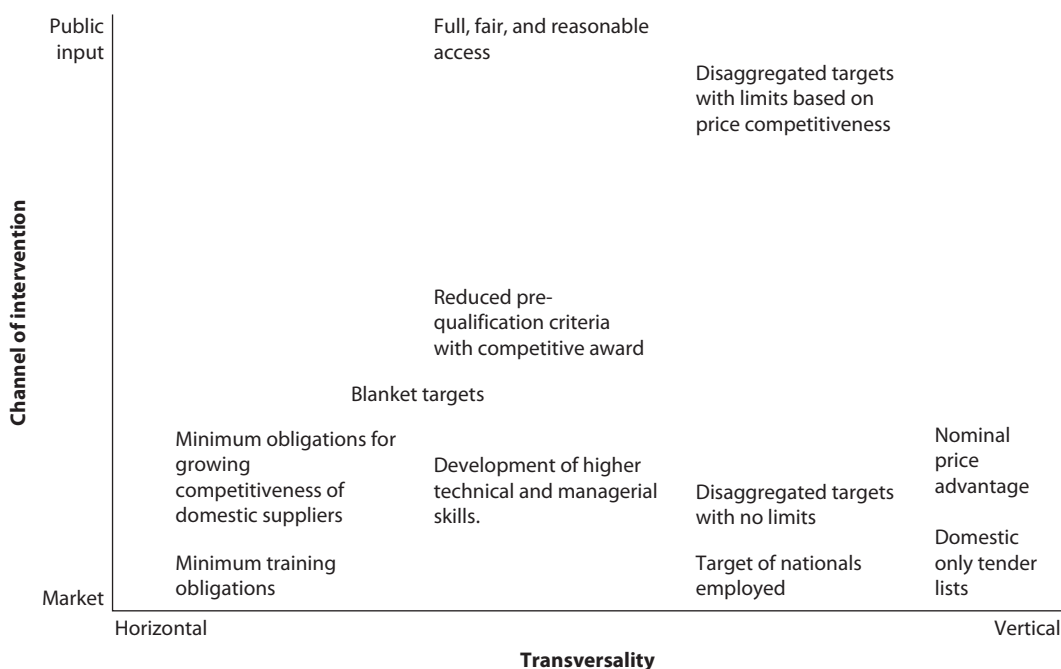 Public
input
Full, fair, and reasonable
access
Disaggregated targets
with limits based on
price competitiveness
Channel of intervention
Reduced pre-
qualification criteria
with competitive award
Blanket targets
Minimum obligations for
growing
competitiveness of
domestic suppliers
Development of higher
technical and managerial
skills.
Disaggregated targets
with no limits
Nominal
price
advantage
Minimum training
obligations
Target of nationals
employed
Domestic
only tender
lists
Market
Horizontal
Vertical
Transversality